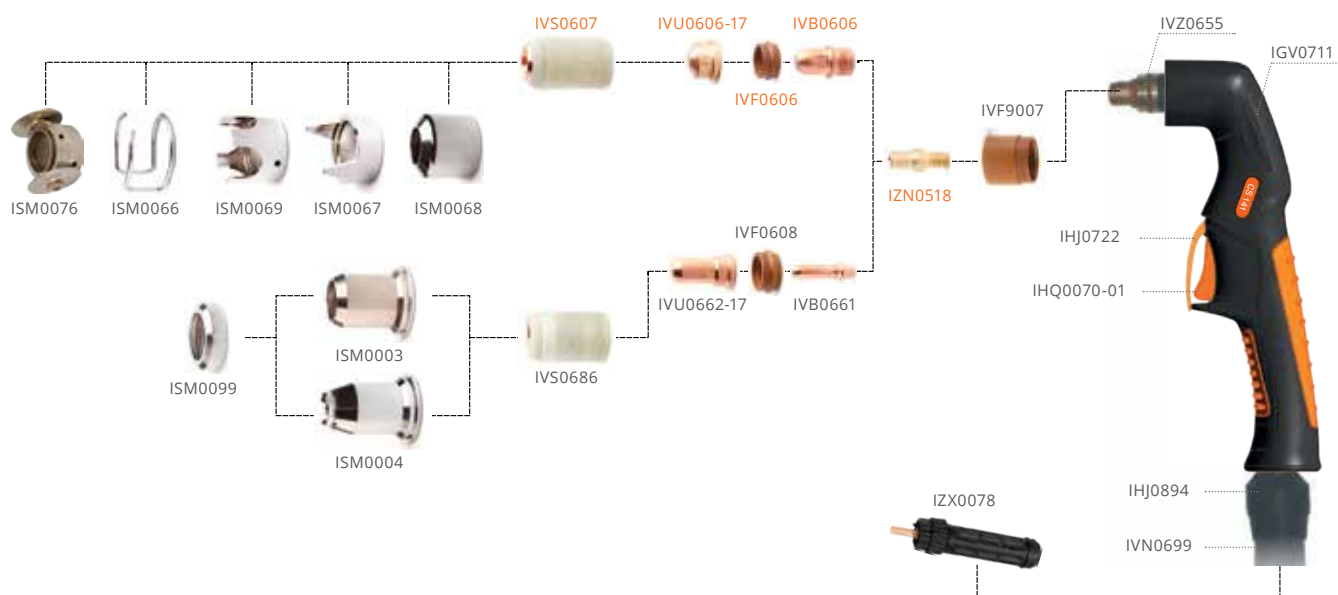 IVS0607
IVU0606-17
IVB0606
IVZ0655
IGV0711
IVF0606
IVF9007
ISM0076
ISM0066
ISM0069
ISM0067
ISM0068
IZN0518
CS 141
IVF0608
IHJ0722
IVU0662-17
IVB0661
IHQ0070-01
ISM0003
ISM0099
IVS0686
ISM0004
IZX0078
IHJ0894
IVN0699